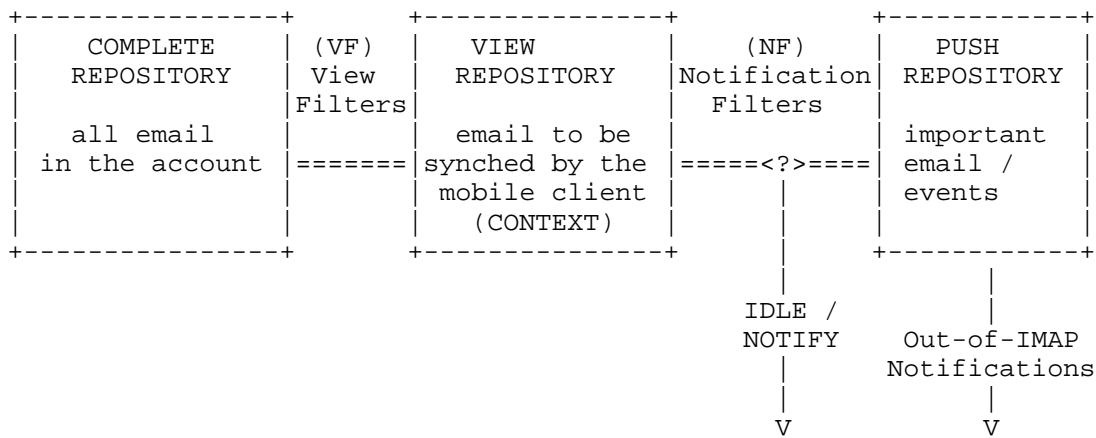 +----------------+       +---------------+            +------------+
|    COMPLETE    | (VF)  |   VIEW        |    (NF)    |   PUSH     |
|   REPOSITORY   | View  |  REPOSITORY   |Notification| REPOSITORY |
|                |Filters|               |  Filters   |            |
|   all email    |       |  email to be  |            | important  |
| in the account |=======|synched by the |=====<?>====| email /    |
|                |       | mobile client |      |     | events     |
|                |       |   (CONTEXT)   |      |     |            |
+----------------+       +---------------+      |     +------------+
                                                |            |
                                             IDLE /          |
                                             NOTIFY    Out-of-IMAP
                                                |     Notifications
                                                |            |
                                                V            V